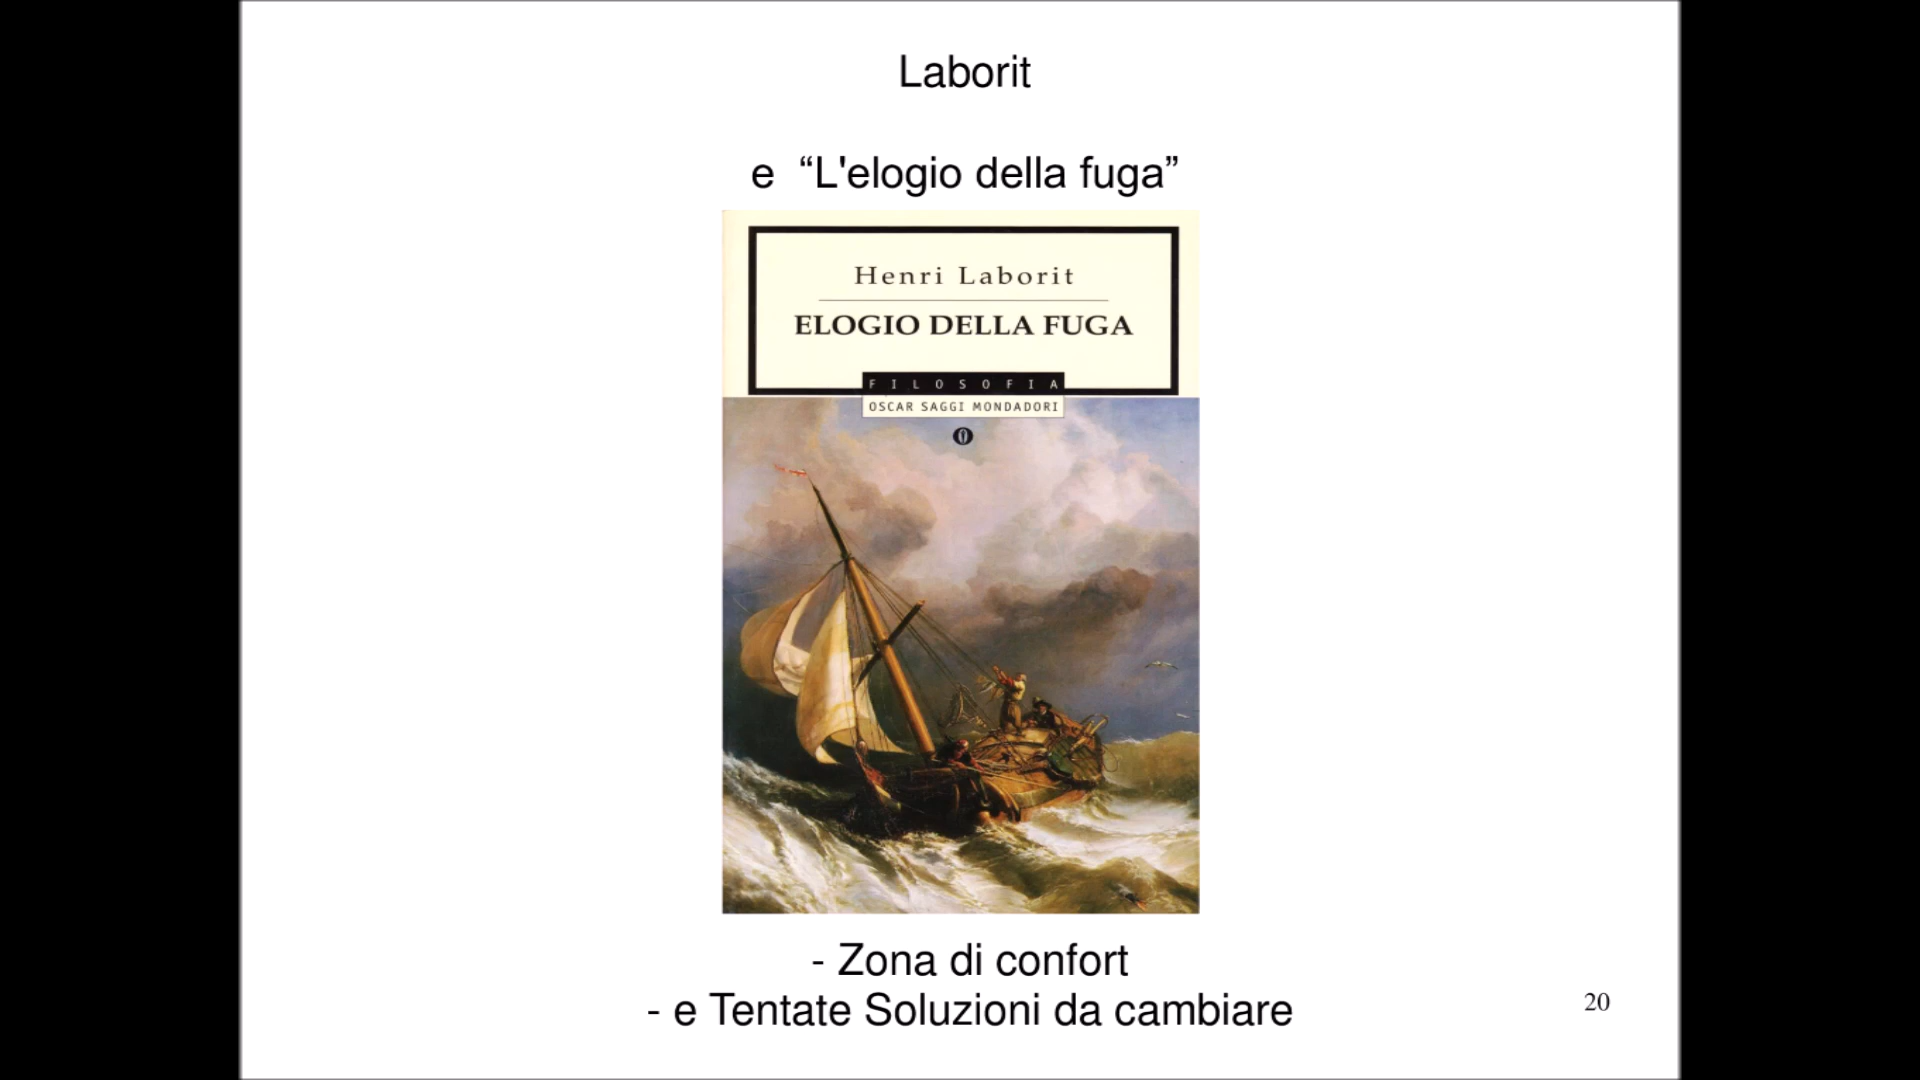 Laborit
e “L'elogio della fuga”
Henri Laborit
ELOGIO DELLA FUGA
FILOSOFIA
OSCAR SAGGI MONDADORI
- Zona di confort
- e Tentate Soluzioni da cambiare
20